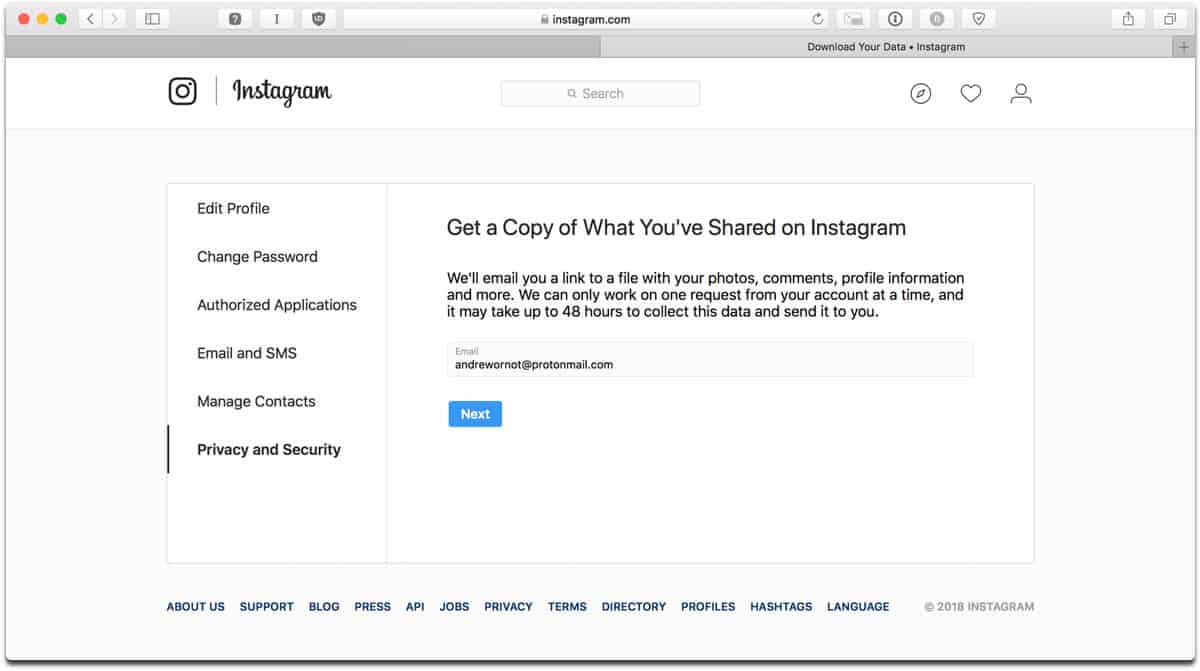 instagram.com
Download Your Data • Instagram
Instagram
Search
Edit Profile
Change Password
Authorized Applications
Email and SMS
Manage Contacts
Privacy and Security
Get a Copy of What You've Shared on Instagram
We'll email you a link to a file with your photos, comments, profile information
and more. We can only work on one request from your account at a time, and
it may take up to 48 hours to collect this data and send it to you.
Email
andrewornot@protonmail.com
Next
ABOUT US SUPPORT BLOG PRESS API JOBS PRIVACY TERMS DIRECTORY PROFILES HASHTAGS LANGUAGE © 2018 INSTAGRAM